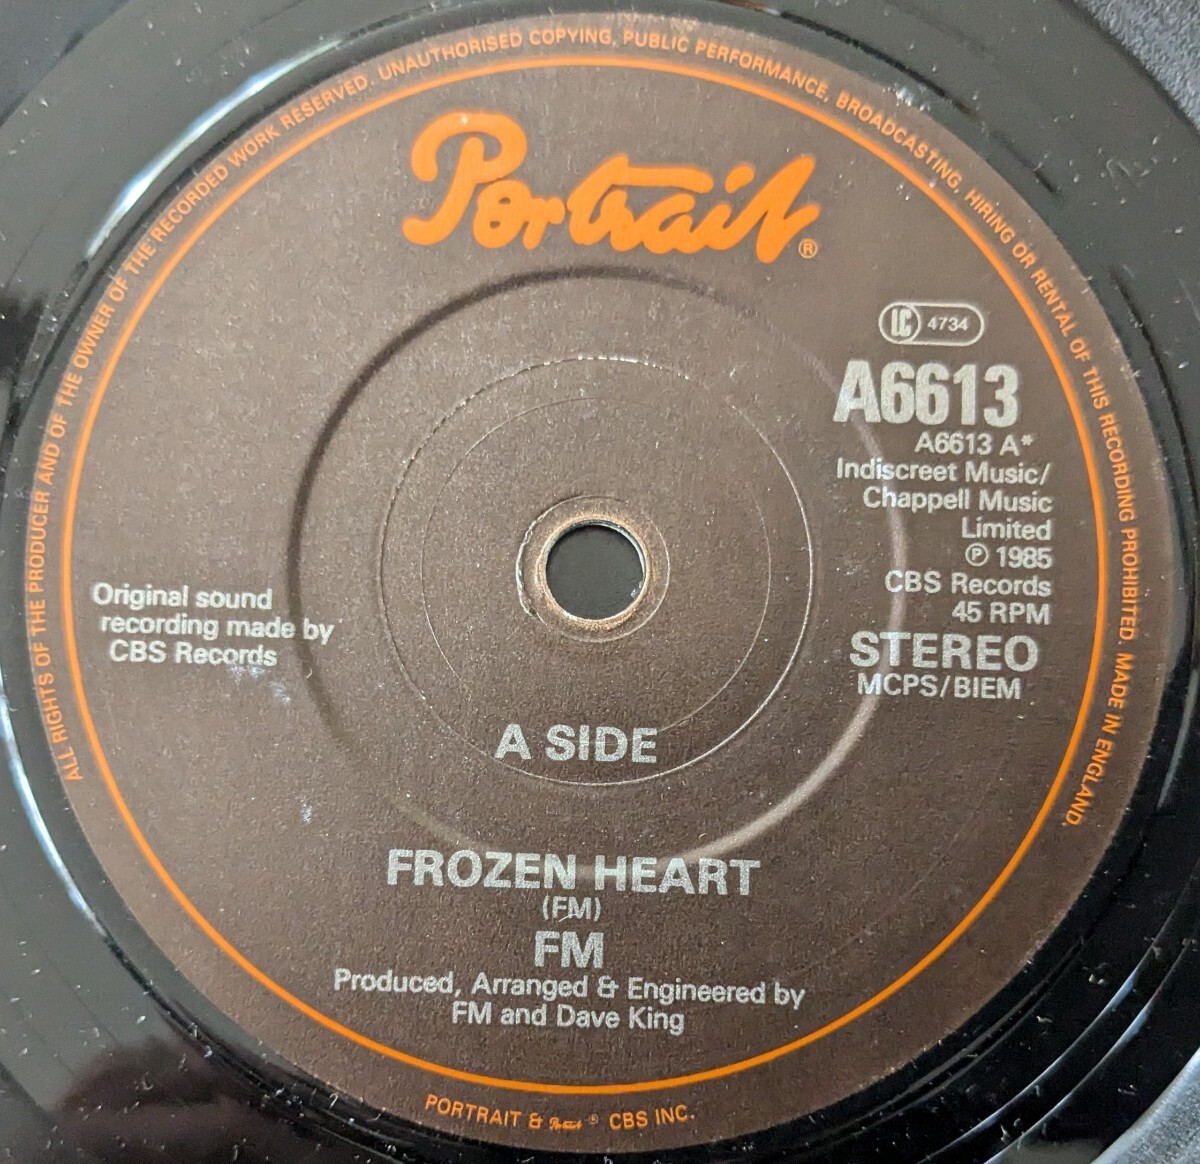 ALL RIGHTS OF THE PRODUCER AND OF THE OWNER OF THE RECORDED WORK RESERVED. UNAUTHORISED COPYING, PUBLIC PERFORMANCE, BROADCASTING, HIRING OR RENTAL OF THIS RECORDING PROHIBITED. MADE IN ENGLAND.
Portrait®
LC 4734
A6613
A6613 A*
Indiscreet Music/
Chappell Music
Limited
℗ 1985
CBS Records
45 RPM
STEREO
MCPS/BIEM
Original sound
recording made by
CBS Records
A SIDE
FROZEN HEART
(FM)
FM
Produced, Arranged & Engineered by
FM and Dave King
PORTRAIT & Portrait ® CBS INC.